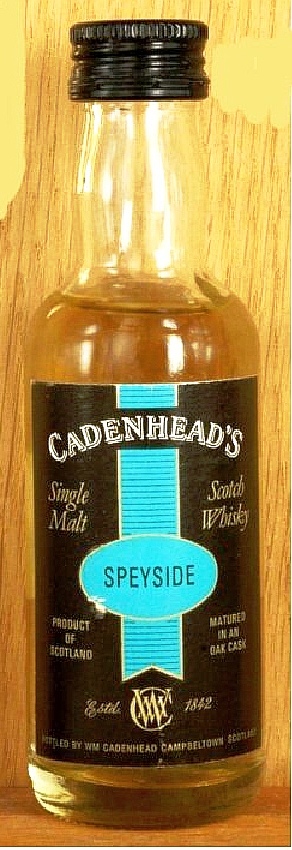 CADENHEAD'S
Single Malt
Scotch Whisky
SPEYSIDE
PRODUCT
OF
SCOTLAND
MATURED
IN AN
OAK CASK
Estd. 1842
BOTTLED BY WM CADENHEAD CAMPBELTOWN SCOTLAND